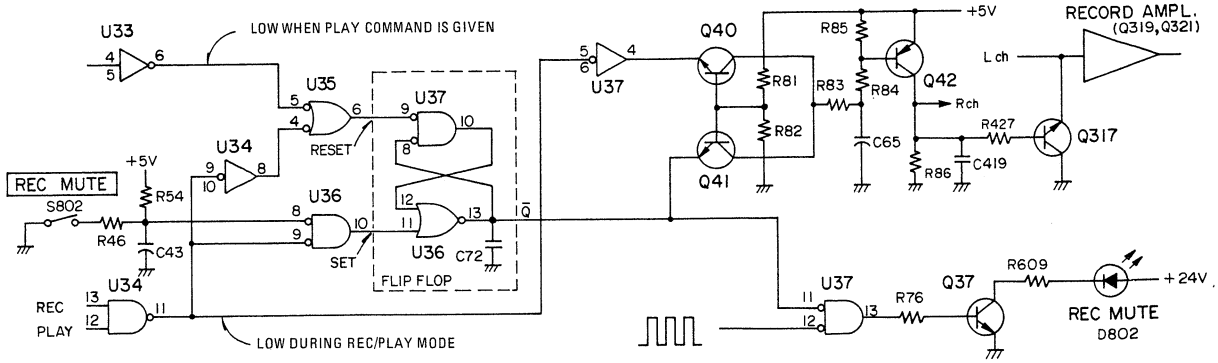 U33
4
5
6
LOW WHEN PLAY COMMAND IS GIVEN
U35
5
4
6
RESET
U37
9
8
10
U34
9
10
8
+5V
REC MUTE
S802
R54
R46
C43
U36
8
9
10
SET
12
11
13
U36
Q̅
C72
FLIP FLOP
U34
REC
PLAY
13
12
11
LOW DURING REC/PLAY MODE
5
6
4
U37
Q40
Q41
R81
R82
R83
R85
R84
C65
+5V
Q42
Rch
R86
C419
R427
Q317
Lch
RECORD AMPL.
(Q319,Q321)
U37
11
12
13
R76
Q37
R609
+24V
REC MUTE
D802